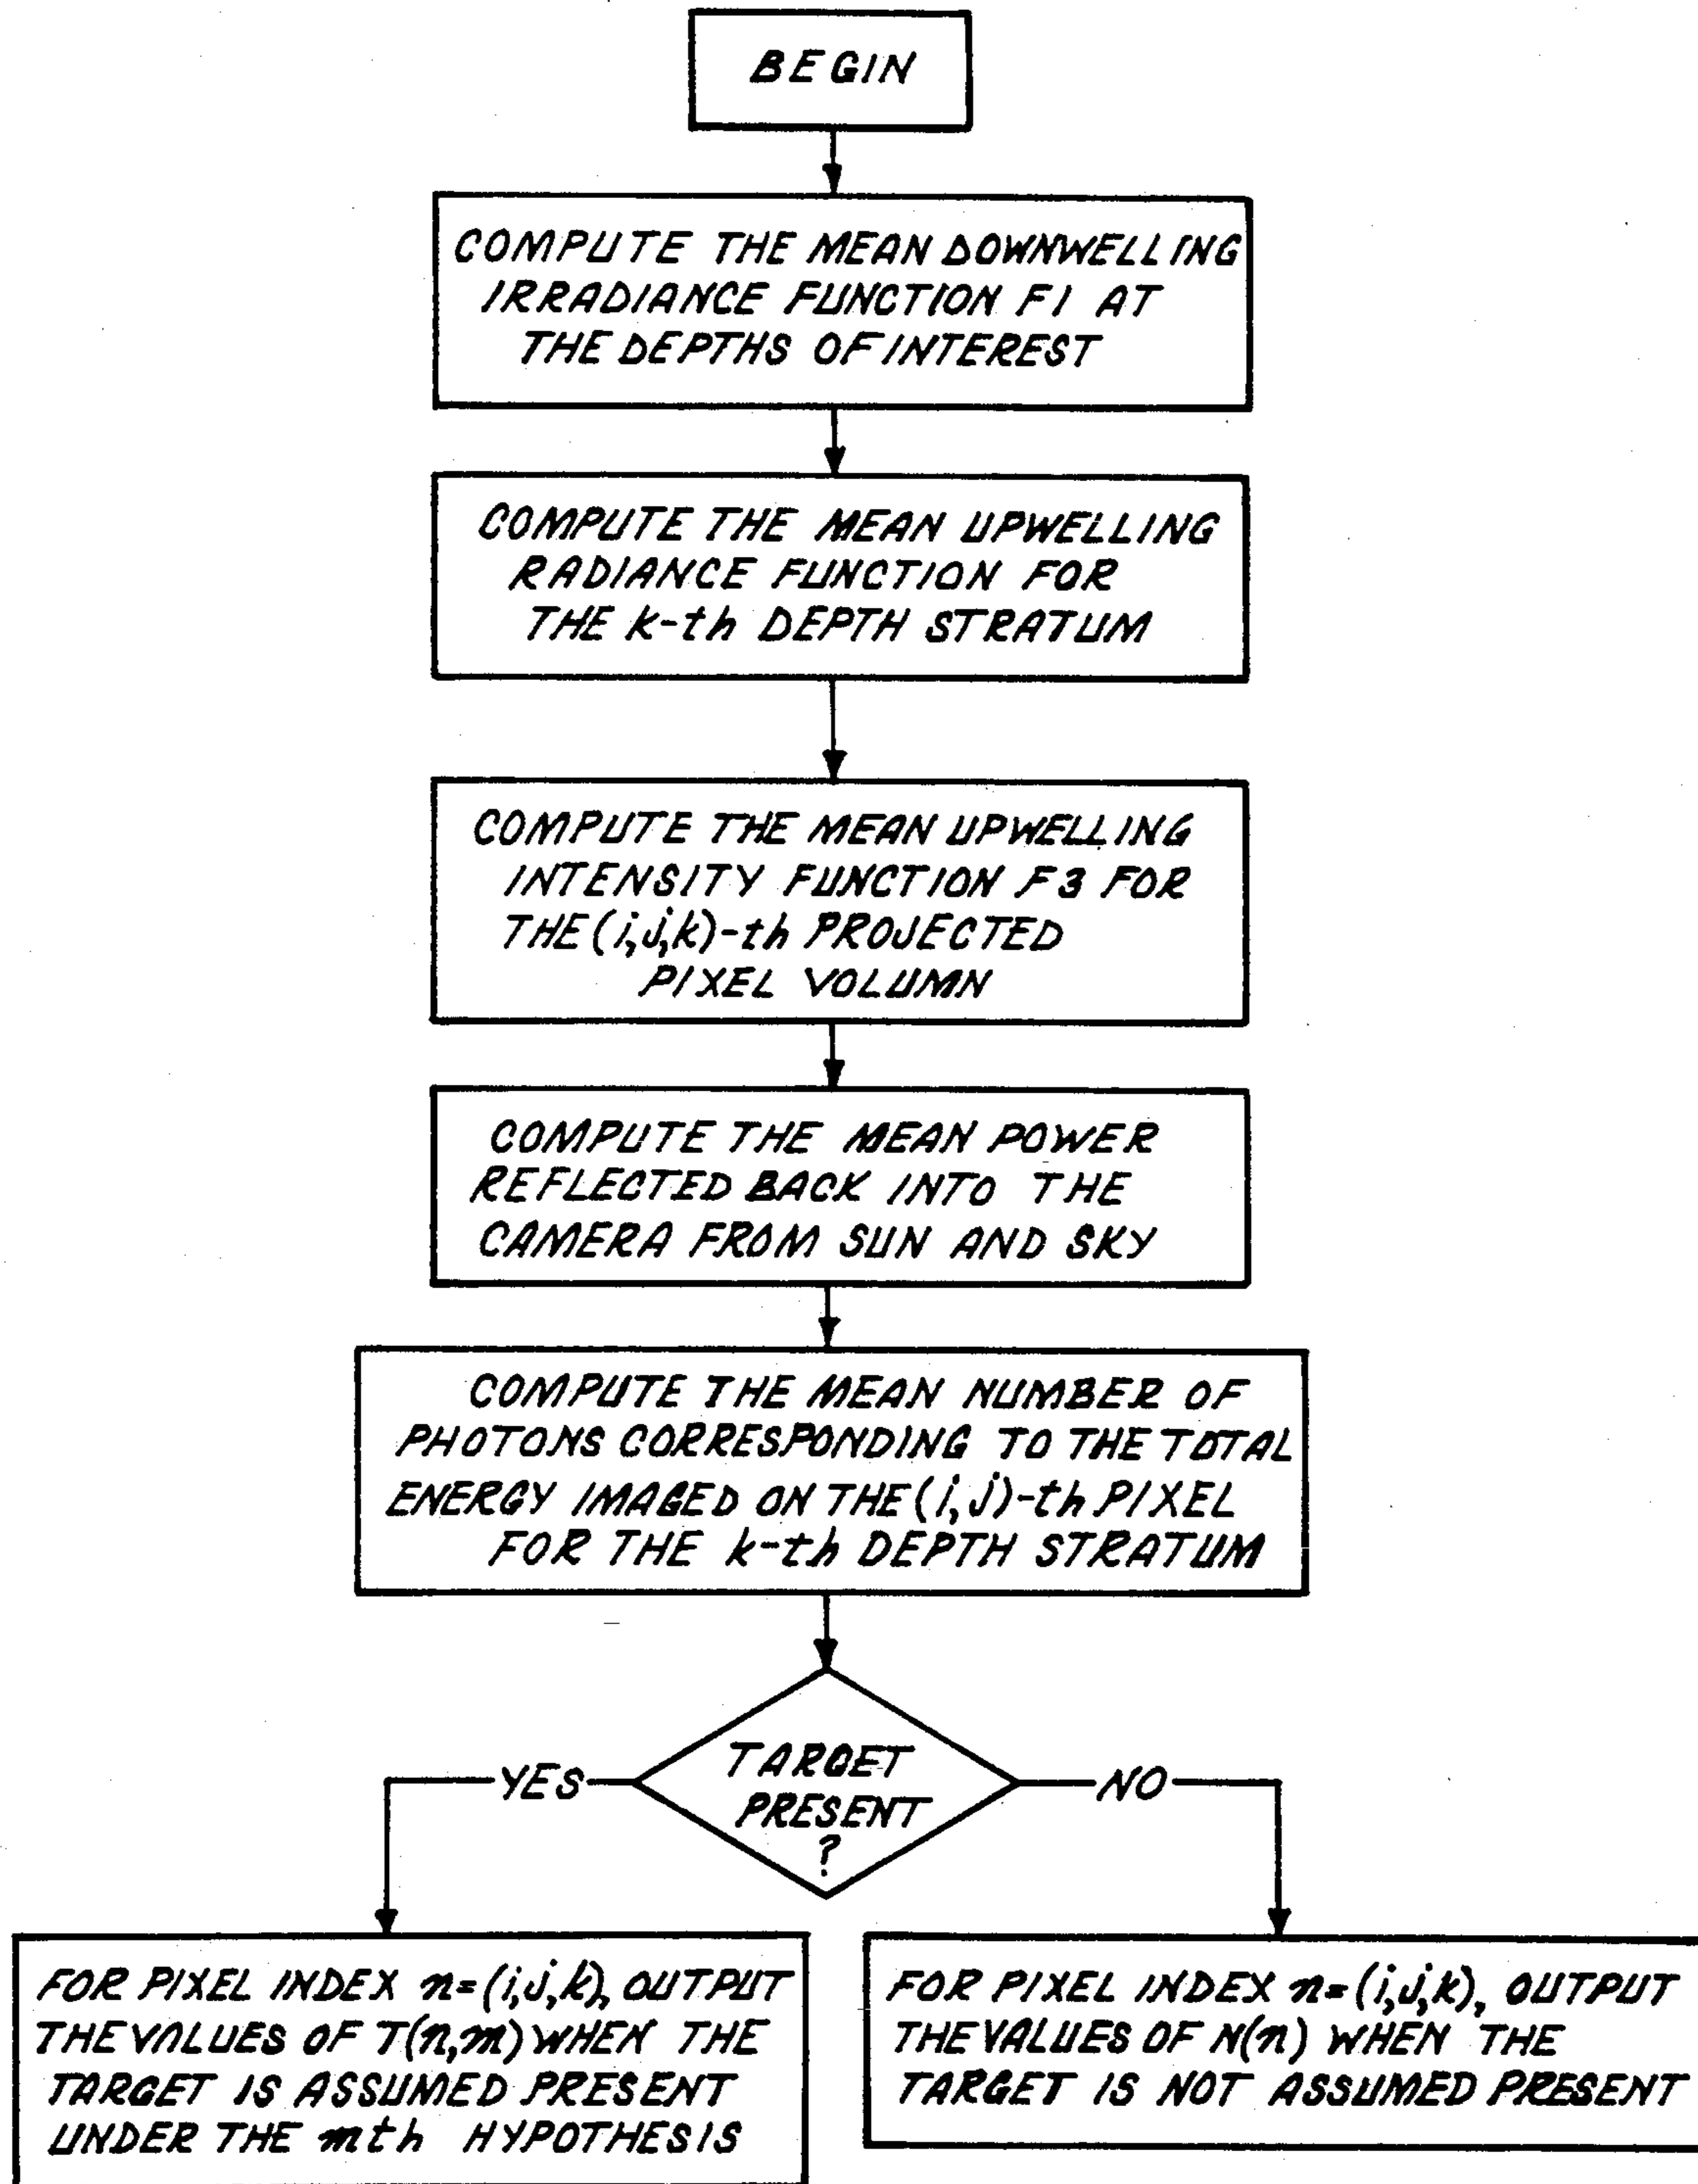 BEGIN
COMPUTE THE MEAN DOWNWELLING
IRRADIANCE FUNCTION F1 AT
THE DEPTHS OF INTEREST
COMPUTE THE MEAN UPWELLING
RADIANCE FUNCTION FOR
THE k-th DEPTH STRATUM
COMPUTE THE MEAN UPWELLING
INTENSITY FUNCTION F3 FOR
THE (i,j,k)-th PROJECTED
PIXEL VOLUMN
COMPUTE THE MEAN POWER
REFLECTED BACK INTO THE
CAMERA FROM SUN AND SKY
COMPUTE THE MEAN NUMBER OF
PHOTONS CORRESPONDING TO THE TOTAL
ENERGY IMAGED ON THE (i,j)-th PIXEL
FOR THE k-th DEPTH STRATUM
TARGET
PRESENT
?
YES
NO
FOR PIXEL INDEX n=(i,j,k), OUTPUT
THE VALUES OF T(n,m) WHEN THE
TARGET IS ASSUMED PRESENT
UNDER THE mth HYPOTHESIS
FOR PIXEL INDEX n=(i,j,k), OUTPUT
THE VALUES OF N(n) WHEN THE
TARGET IS NOT ASSUMED PRESENT